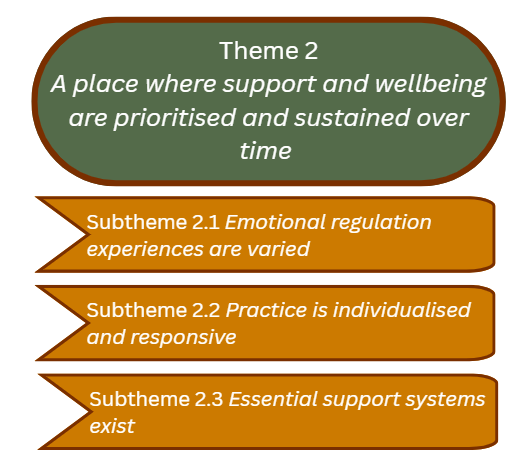 Theme 2
A place where support and wellbeing
are prioritised and sustained over
time
Subtheme 2.1 Emotional regulation
experiences are varied
Subtheme 2.2 Practice is individualised
and responsive
Subtheme 2.3 Essential support systems
exist